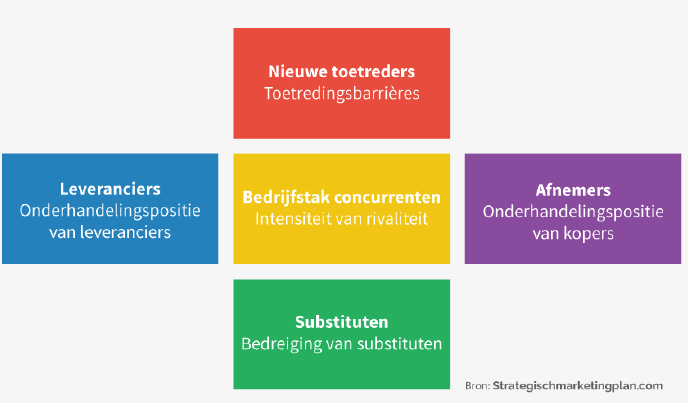 Nieuwe toetreders
Toetredingsbarrières
Leveranciers
Onderhandelingspositie
van leveranciers
Bedrijfstak concurrenten
Intensiteit van rivaliteit
Afnemers
Onderhandelingspositie
van kopers
Substituten
Bedreiging van substituten
Bron: Strategischmarketingplan.com